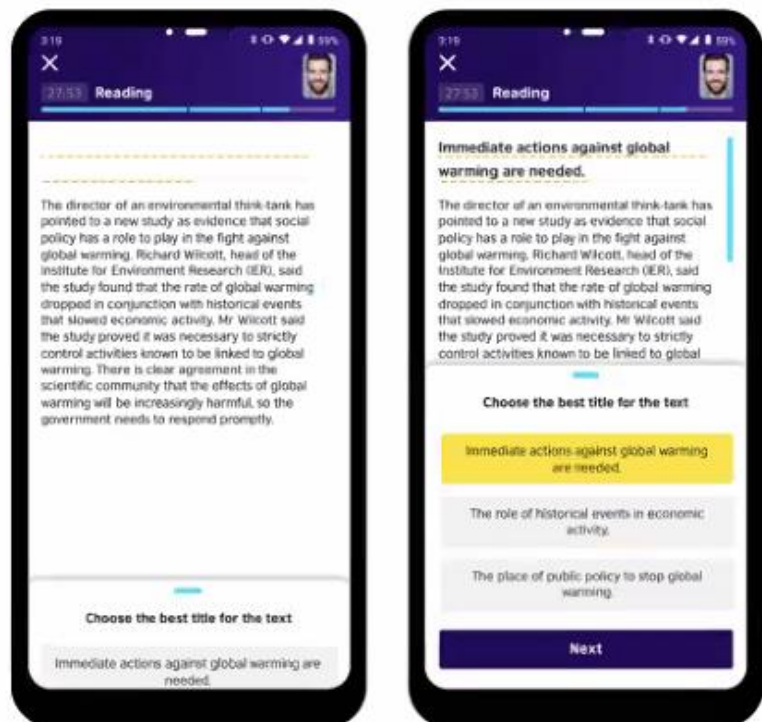 3:19
59%
27:53 Reading
The director of an environmental think-tank has
pointed to a new study as evidence that social
policy has a role to play in the fight against
global warming. Richard Wilcott, head of the
Institute for Environment Research (IER), said
the study found that the rate of global warming
dropped in conjunction with historical events
that slowed economic activity. Mr Wilcott said
the study proved it was necessary to strictly
control activities known to be linked to global
warming. There is clear agreement in the
scientific community that the effects of global
warming will be increasingly harmful, so the
government needs to respond promptly.
Choose the best title for the text
Immediate actions against global warming are
needed.
3:19
59%
27:53 Reading
Immediate actions against global
warming are needed.
The director of an environmental think-tank has
pointed to a new study as evidence that social
policy has a role to play in the fight against
global warming. Richard Wilcott, head of the
Institute for Environment Research (IER), said
the study found that the rate of global warming
dropped in conjunction with historical events
that slowed economic activity. Mr Wilcott said
the study proved it was necessary to strictly
control activities known to be linked to global
Choose the best title for the text
Immediate actions against global warming
are needed.
The role of historical events in economic
activity.
The place of public policy to stop global
warming.
Next